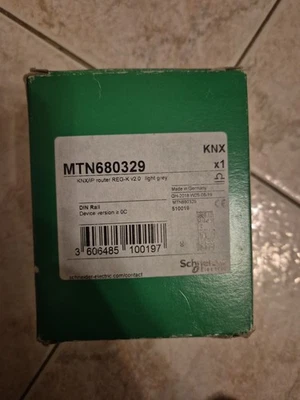 KNX
MTN680329
x1
KNX/IP router REG-K v2.0 light grey
Made in Germany
MTN680329
DIN Rail
Device version ≥ 0C
3 606485 100197
Schneider
Electric
schneider-electric.com/contact